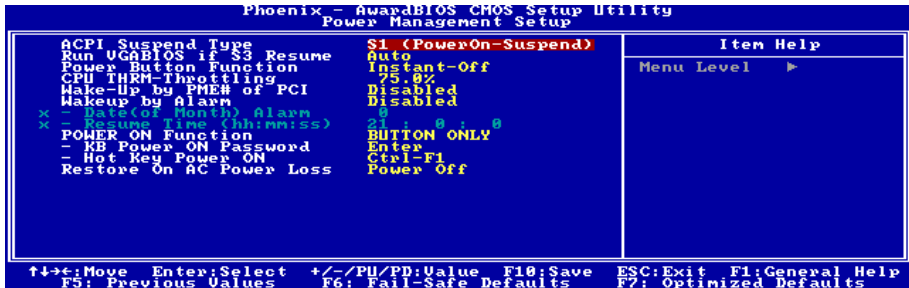 Phoenix - AwardBIOS CMOS Setup Utility
Power Management Setup
ACPI Suspend Type S1 (PowerOn-Suspend)
Run VGABIOS if S3 Resume Auto
Power Button Function Instant-Off
CPU THRM-Throttling 75.0%
Wake-Up by PME# of PCI Disabled
Wakeup by Alarm Disabled
x - Date(of Month) Alarm 0
x - Resume Time (hh:mm:ss) 21 : 0 : 0
POWER ON Function BUTTON ONLY
- KB Power ON Password Enter
- Hot Key Power ON Ctrl-F1
Restore On AC Power Loss Power Off
Item Help
Menu Level ►
↑↓→←:Move Enter:Select +/-/PU/PD:Value F10:Save ESC:Exit F1:General Help
F5: Previous Values F6: Fail-Safe Defaults F7: Optimized Defaults